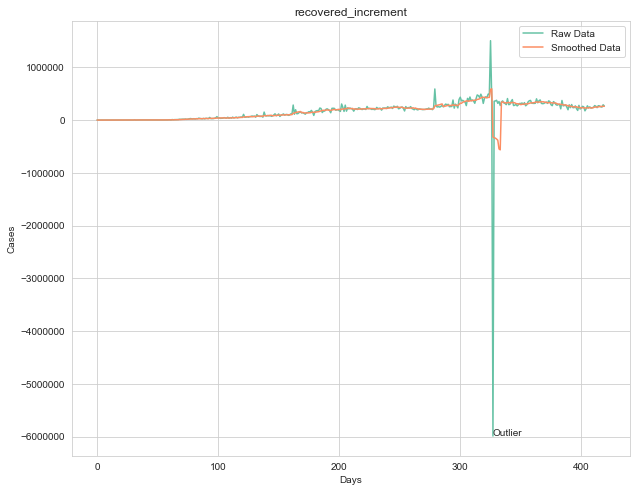 recovered_increment
Raw Data
Smoothed Data
1000000
0
−1000000
−2000000
−3000000
−4000000
−5000000
−6000000
Cases
Outlier
0 100 200 300 400
Days